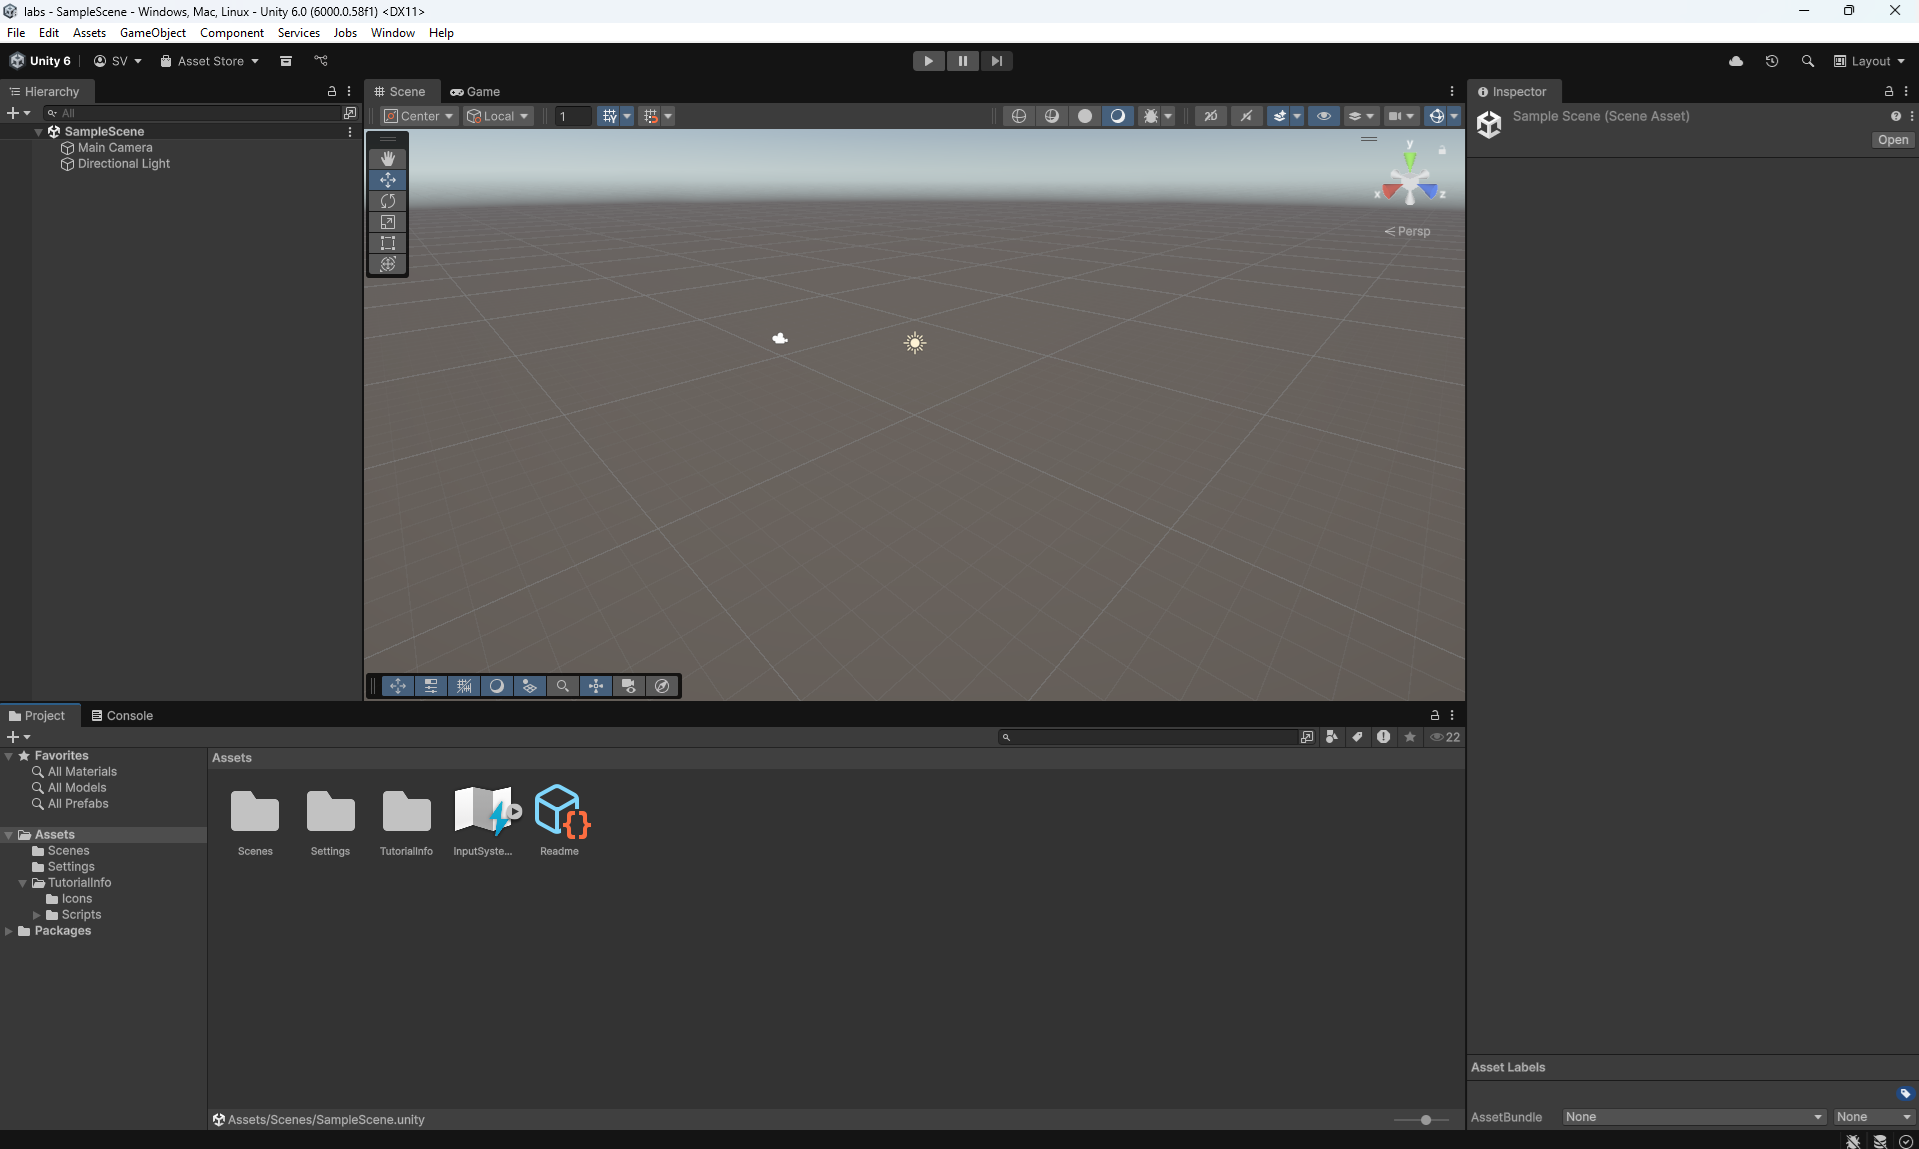 labs - SampleScene - Windows, Mac, Linux - Unity 6.0 (6000.0.58f1) <DX11>
File Edit Assets GameObject Component Services Jobs Window Help
Unity 6 SV Asset Store Layout
Hierarchy
All
SampleScene
Main Camera
Directional Light
Scene Game
Center Local 1 2D
y
x z
Persp
Inspector
Sample Scene (Scene Asset)
Open
Project Console
22
Favorites
All Materials
All Models
All Prefabs
Assets
Scenes
Settings
TutorialInfo
Icons
Scripts
Packages
Assets
Scenes Settings TutorialInfo InputSyste... Readme
Assets/Scenes/SampleScene.unity
Asset Labels
AssetBundle None None